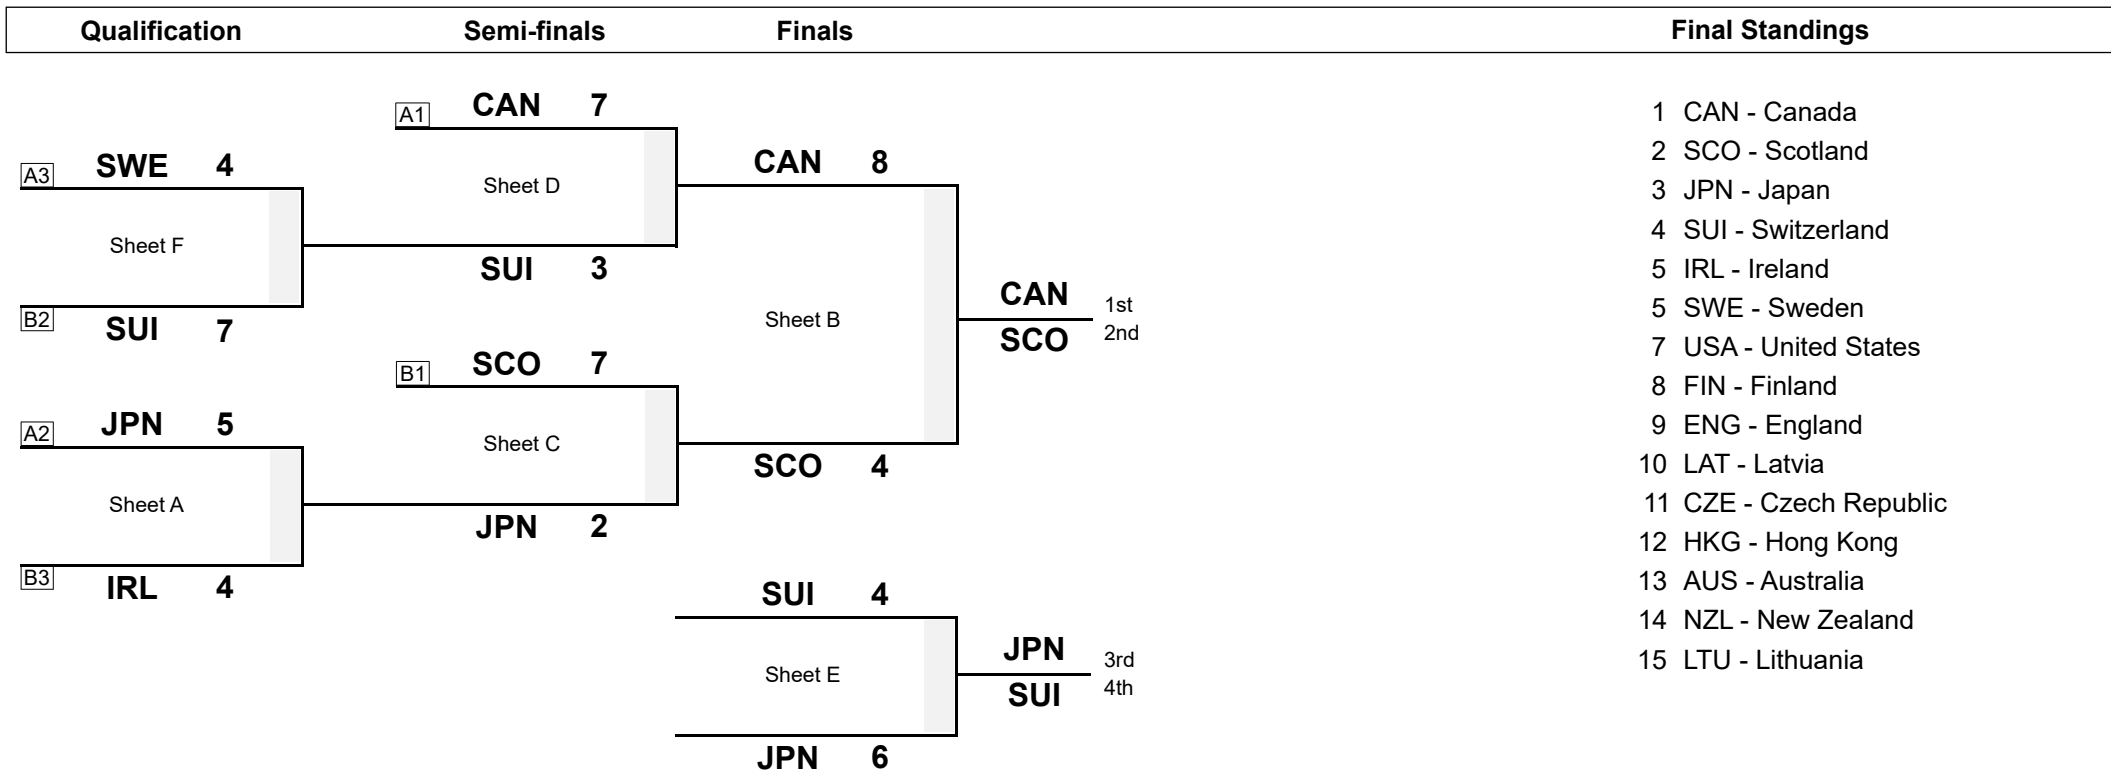 Qualification Semi-finals Finals Final Standings
A3 SWE 4
Sheet F
B2 SUI 7
A2 JPN 5
Sheet A
B3 IRL 4
A1 CAN 7
Sheet D
SUI 3
B1 SCO 7
Sheet C
JPN 2
CAN 8
Sheet B
SCO 4
SUI 4
Sheet E
JPN 6
CAN 1st
SCO 2nd
JPN 3rd
SUI 4th
1 CAN - Canada
2 SCO - Scotland
3 JPN - Japan
4 SUI - Switzerland
5 IRL - Ireland
5 SWE - Sweden
7 USA - United States
8 FIN - Finland
9 ENG - England
10 LAT - Latvia
11 CZE - Czech Republic
12 HKG - Hong Kong
13 AUS - Australia
14 NZL - New Zealand
15 LTU - Lithuania